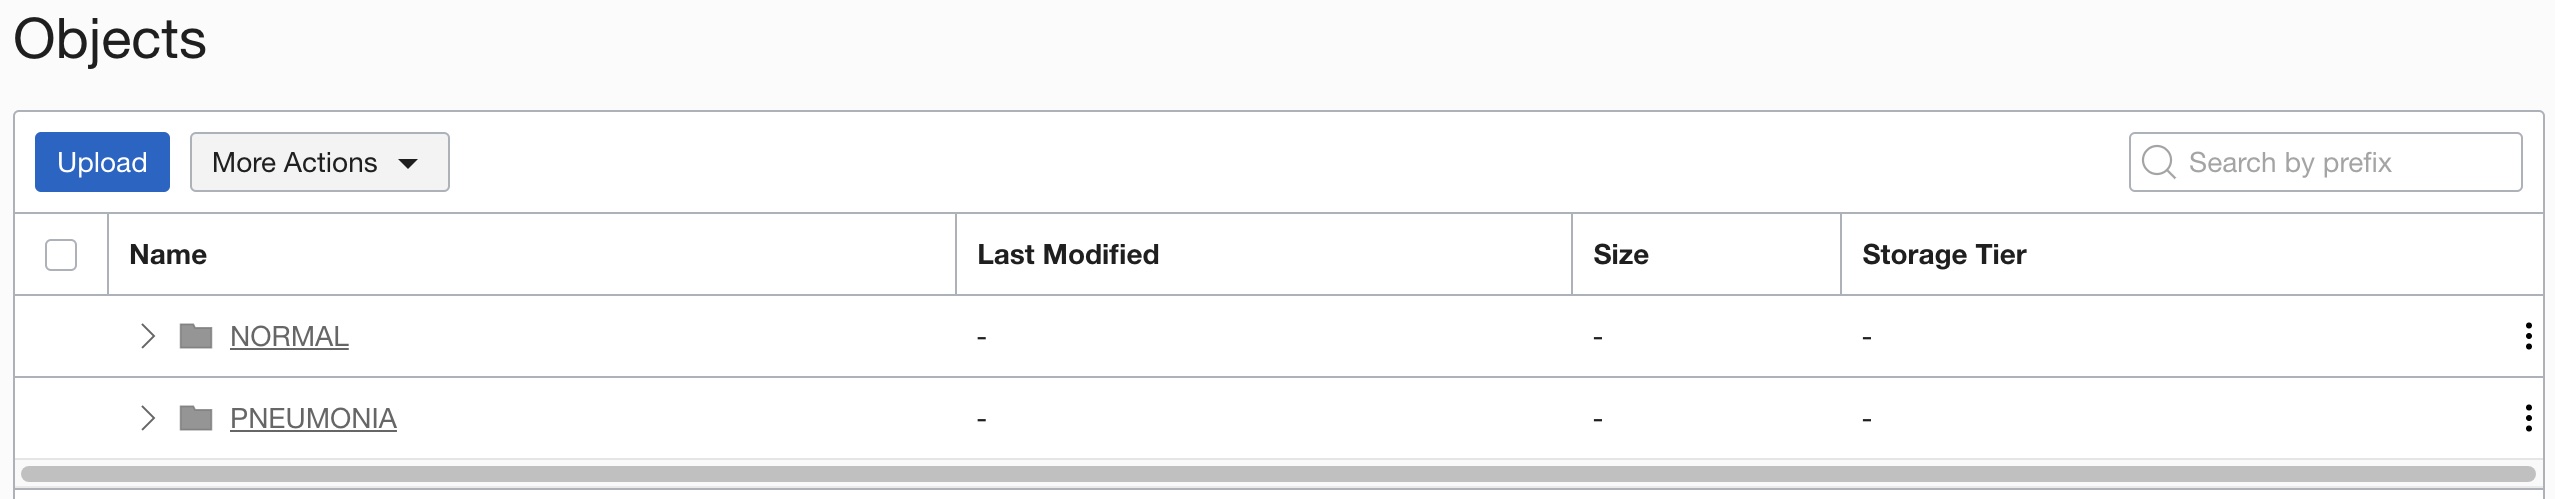 Objects
Upload More Actions Search by prefix
Name Last Modified Size Storage Tier
NORMAL - - -
PNEUMONIA - - -